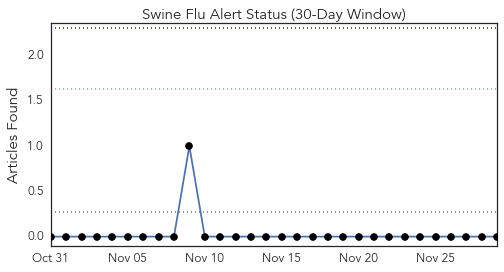 Swine Flu Alert Status (30-Day Window)
Articles Found
2.0
1.5
1.0
0.5
0.0
Oct 31 Nov 05 Nov 10 Nov 15 Nov 20 Nov 25